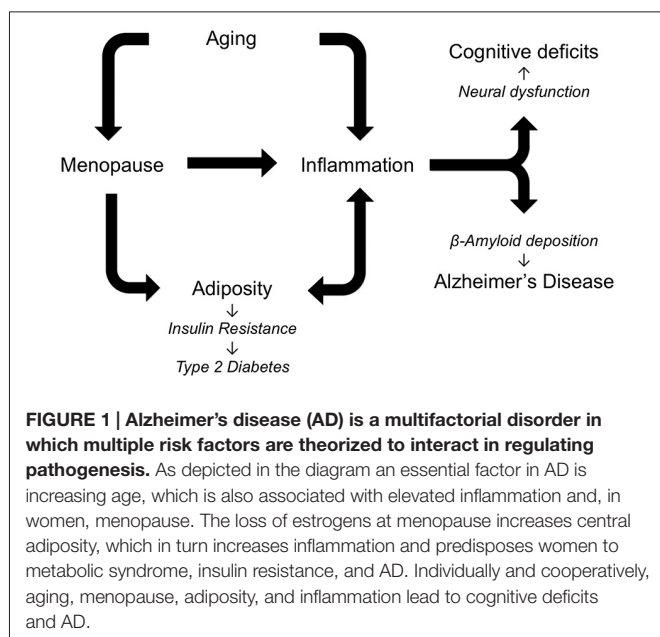 Aging
Cognitive deficits
↑
Neural dysfunction
Menopause
Inflammation
β-Amyloid deposition
↓
Alzheimer's Disease
Adiposity
↓
Insulin Resistance
↓
Type 2 Diabetes
FIGURE 1 | Alzheimer's disease (AD) is a multifactorial disorder in
which multiple risk factors are theorized to interact in regulating
pathogenesis. As depicted in the diagram an essential factor in AD is
increasing age, which is also associated with elevated inflammation and, in
women, menopause. The loss of estrogens at menopause increases central
adiposity, which in turn increases inflammation and predisposes women to
metabolic syndrome, insulin resistance, and AD. Individually and cooperatively,
aging, menopause, adiposity, and inflammation lead to cognitive deficits
and AD.